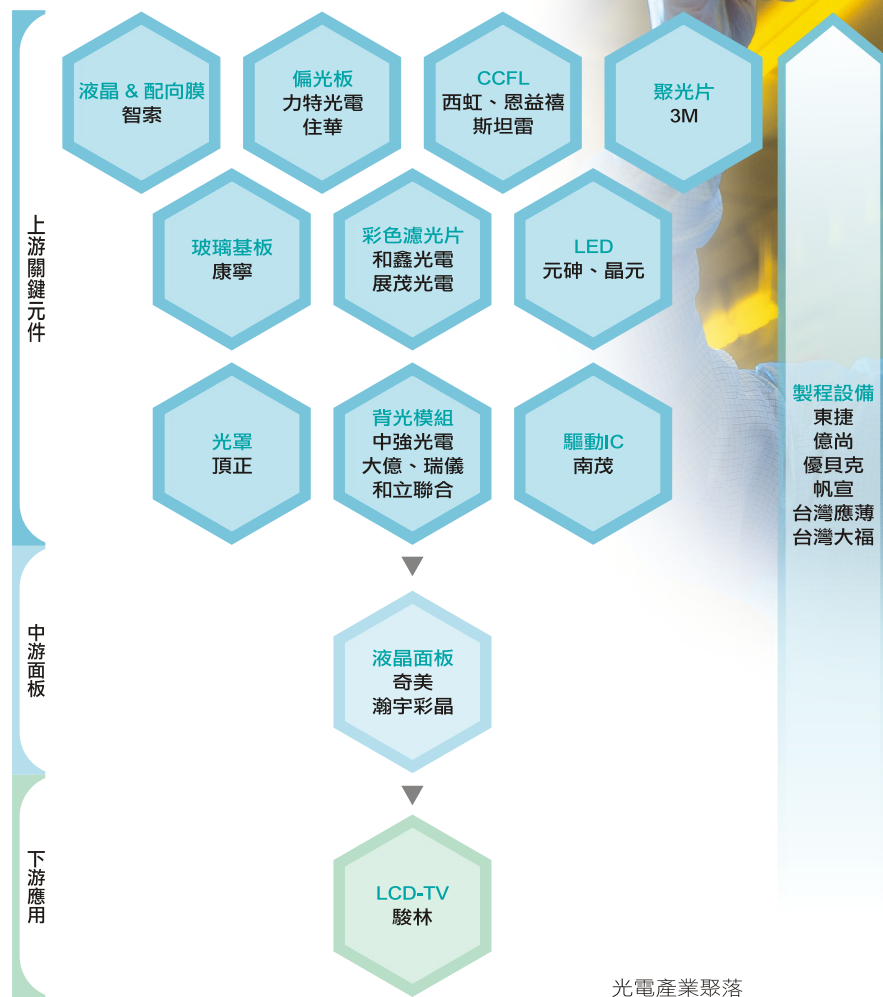 上游關鍵元件
液晶 & 配向膜
智索
偏光板
力特光電
住華
CCFL
西虹、恩益禧
斯坦雷
聚光片
3M
玻璃基板
康寧
彩色濾光片
和鑫光電
展茂光電
LED
元砷、晶元
光罩
頂正
背光模組
中強光電
大億、瑞儀
和立聯合
驅動IC
南茂
製程設備
東捷
億尚
優貝克
帆宣
台灣應薄
台灣大福
中游面板
液晶面板
奇美
瀚宇彩晶
下游應用
LCD-TV
駿林
光電產業聚落